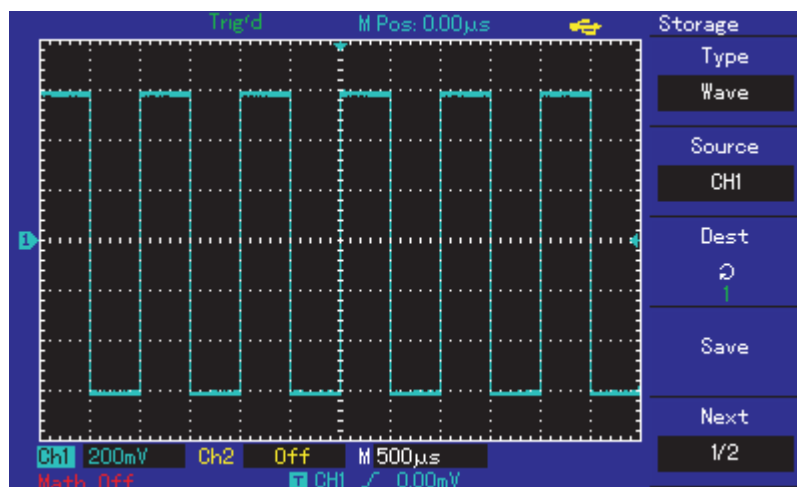 Trig'd M Pos: 0.00μs Storage
Type
Wave
Source
CH1
1
Dest
1
Save
Next
Ch1 200mV Ch2 Off M 500μs 1/2
Math Off T CH1 0.00mV